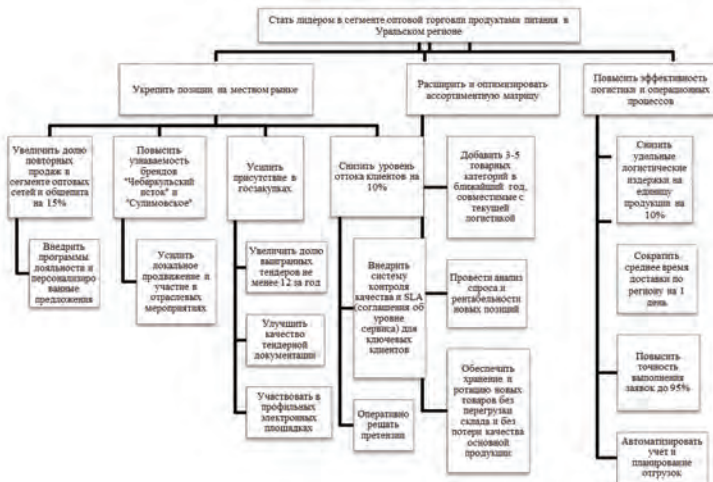 Стать лидером в сегменте оптовой торговли продуктами питания в
Уральском регионе
Укрепить позиции на местном рынке
Расширить и оптимизировать
ассортиментную матрицу
Повысить эффективность
логистики и операционных
процессов
Увеличить долю
повторных продаж в
сегменте оптовых
сетей и общепита
на 15%
Внедрить
программы
лояльности и
персонализиро
ванные
предложения
Повысить
узнаваемость
брендов
"Чебаркульский
исток" и
"Сулимовское"
Усилить
локальное
продвижение и
участие в
отраслевых
мероприятиях
Усилить
присутствие в
госзакупках
Увеличить долю
выигранных
тендеров не
менее 12 за год
Улучшить
качество
тендерной
документации
Участвовать в
профильных
электронных
площадках
Снизить уровень
оттока клиентов
на 10%
Внедрить
систему
контроля
качества и SLA
(соглашения об
уровне
сервиса) для
ключевых
клиентов
Оперативно
решать
претензии
Добавить 3-5
товарных
категорий в
ближайший год,
совместимые с
текущей
логистикой
Провести анализ
спроса и
рентабельности
новых позиций
Обеспечить
хранение и
ротацию новых
товаров без
перегрузки
склада и без
потери качества
основной
продукции
Снизить
удельные
логистические
издержки на
единицу
продукции на
10%
Сократить
среднее время
доставки по
региону на 1
день
Повысить
точность
выполнения
заявок до 95%
Автоматизировать
учет и
планирование
отгрузок